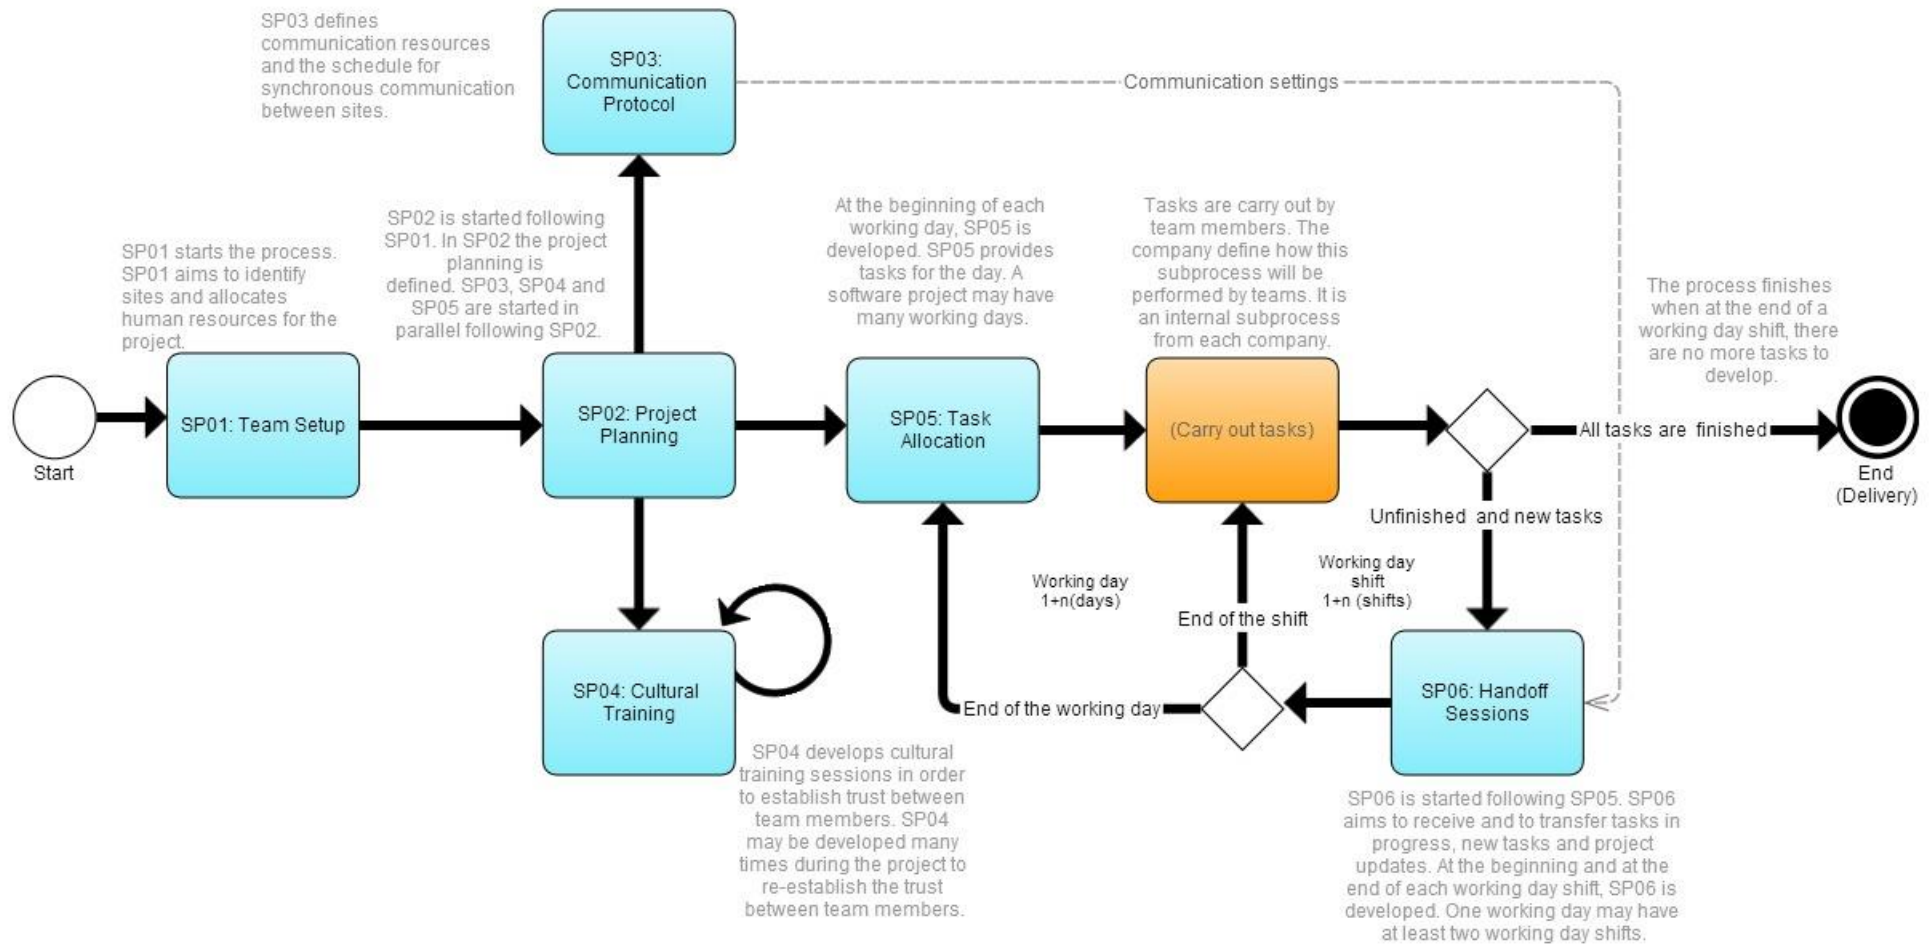 SP03 defines
communication resources
and the schedule for
synchronous communication
between sites.
SP03:
Communication
Protocol
Communication settings
SP01 starts the process.
SP01 aims to identify
sites and allocates
human resources for the
project.
SP02 is started following
SP01. In SP02 the project
planning is
defined. SP03, SP04 and
SP05 are started in
parallel following SP02.
At the beginning of each
working day, SP05 is
developed. SP05 provides
tasks for the day. A
software project may have
many working days.
Tasks are carry out by
team members. The
company define how this
subprocess will be
performed by teams. It is
an internal subprocess
from each company.
The process finishes
when at the end of a
working day shift, there
are no more tasks to
develop.
Start
SP01: Team Setup
SP02: Project
Planning
SP05: Task
Allocation
(Carry out tasks)
All tasks are finished
End
(Delivery)
Unfinished and new tasks
Working day
1+n(days)
End of the shift
Working day
shift
1+n (shifts)
SP04: Cultural
Training
End of the working day
SP06: Handoff
Sessions
SP04 develops cultural
training sessions in order
to establish trust between
team members. SP04
may be developed many
times during the project to
re-establish the trust
between team members.
SP06 is started following SP05. SP06
aims to receive and to transfer tasks in
progress, new tasks and project
updates. At the beginning and at the
end of each working day shift, SP06 is
developed. One working day may have
at least two working day shifts.